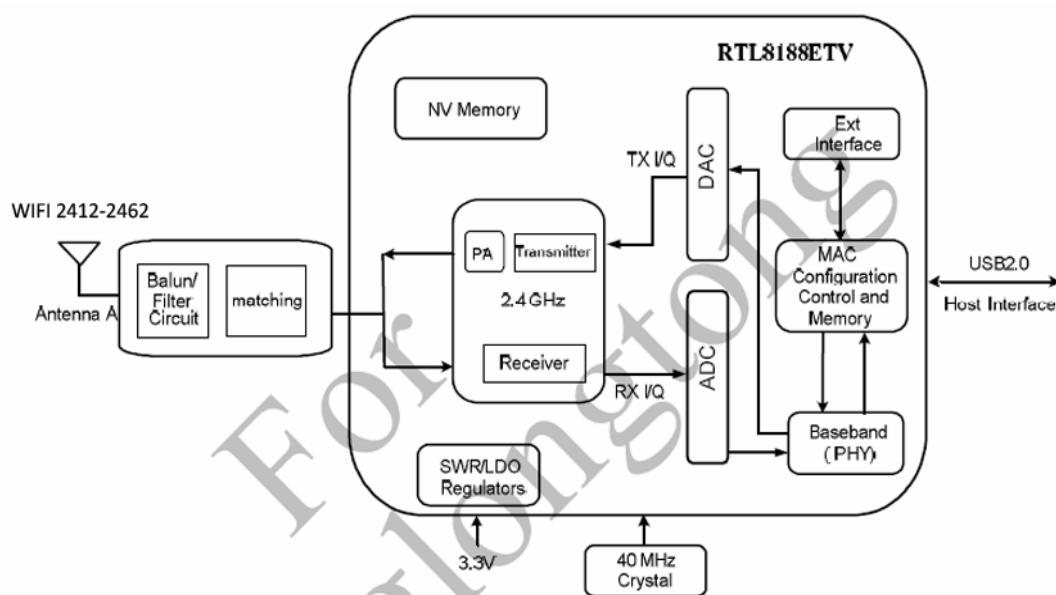 RTL8188ETV
NV Memory
Ext
Interface
DAC
TX I/Q
WIFI 2412-2462
Antenna A
Balun/
Filter
Circuit
matching
PA
Transmitter
2.4 GHz
Receiver
RX I/Q
ADC
MAC
Configuration
Control and
Memory
USB2.0
Host Interface
Baseband
(PHY)
SWR/LDO
Regulators
3.3V
40 MHz
Crystal
For